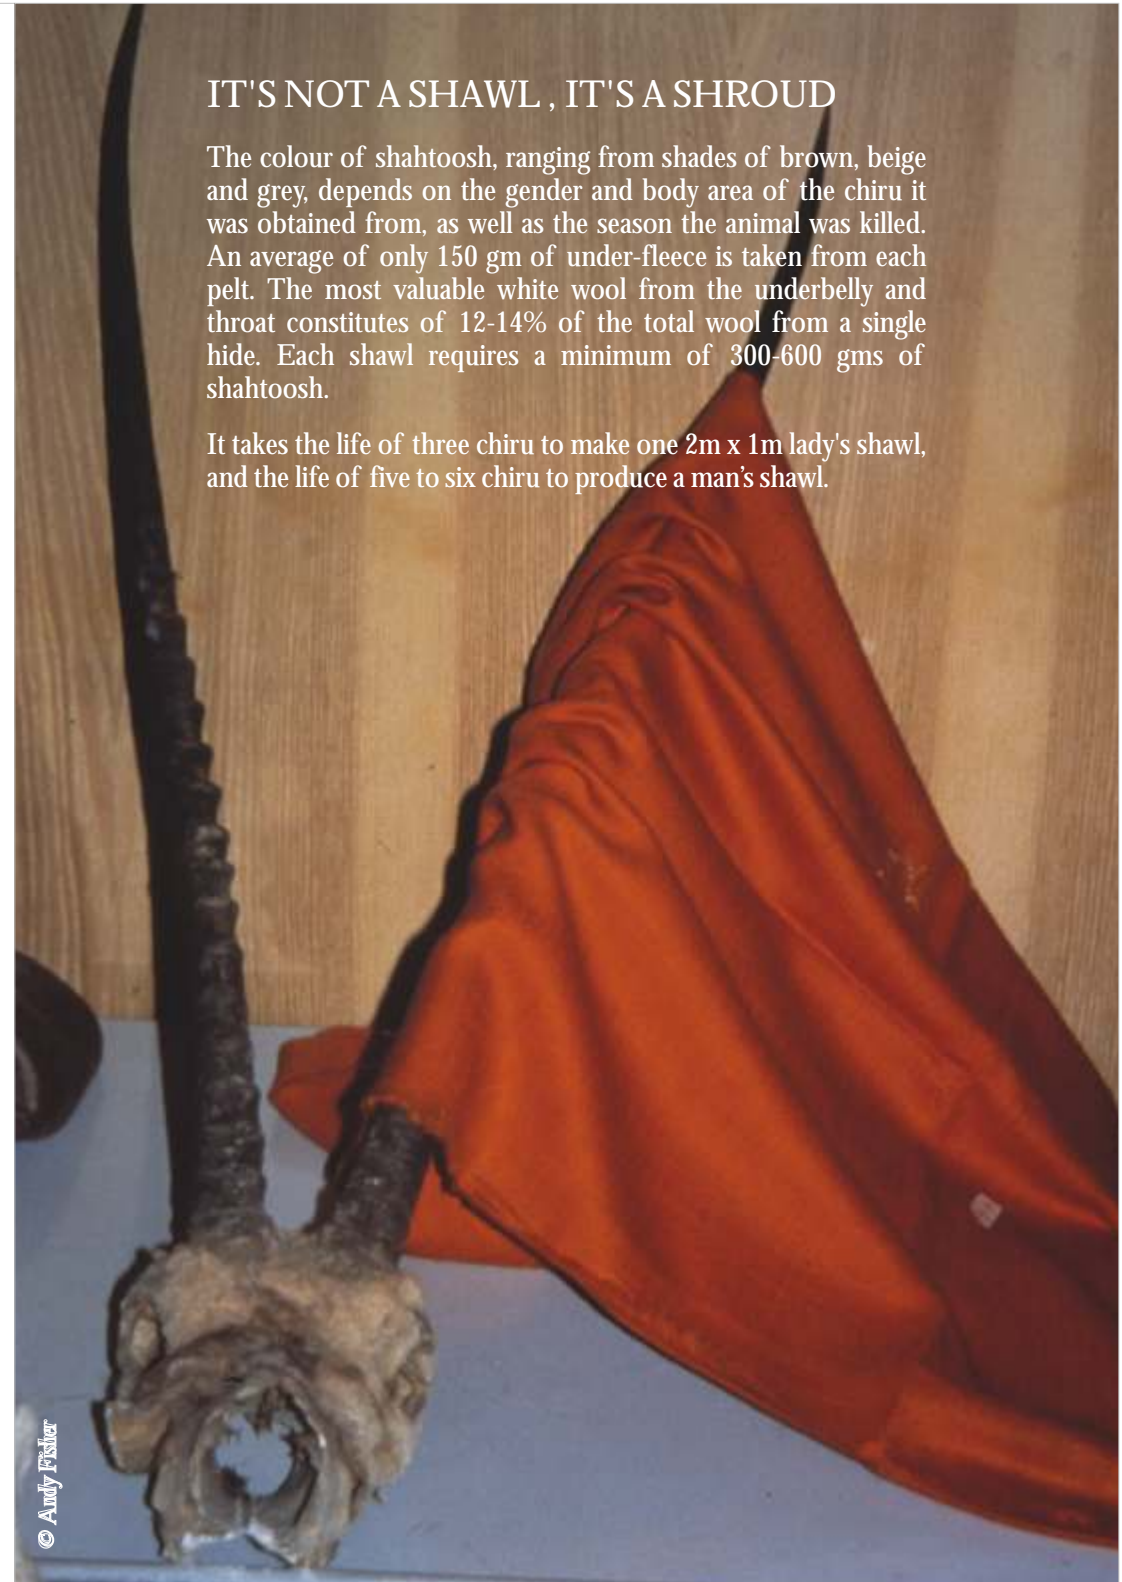 IT'S NOT A SHAWL , IT'S A SHROUD
The colour of shahtoosh, ranging from shades of brown, beige
and grey, depends on the gender and body area of the chiru it
was obtained from, as well as the season the animal was killed.
An average of only 150 gm of under-fleece is taken from each
pelt. The most valuable white wool from the underbelly and
throat constitutes of 12-14% of the total wool from a single
hide. Each shawl requires a minimum of 300-600 gms of
shahtoosh.
It takes the life of three chiru to make one 2m x 1m lady's shawl,
and the life of five to six chiru to produce a man’s shawl.
© Andy Fisher